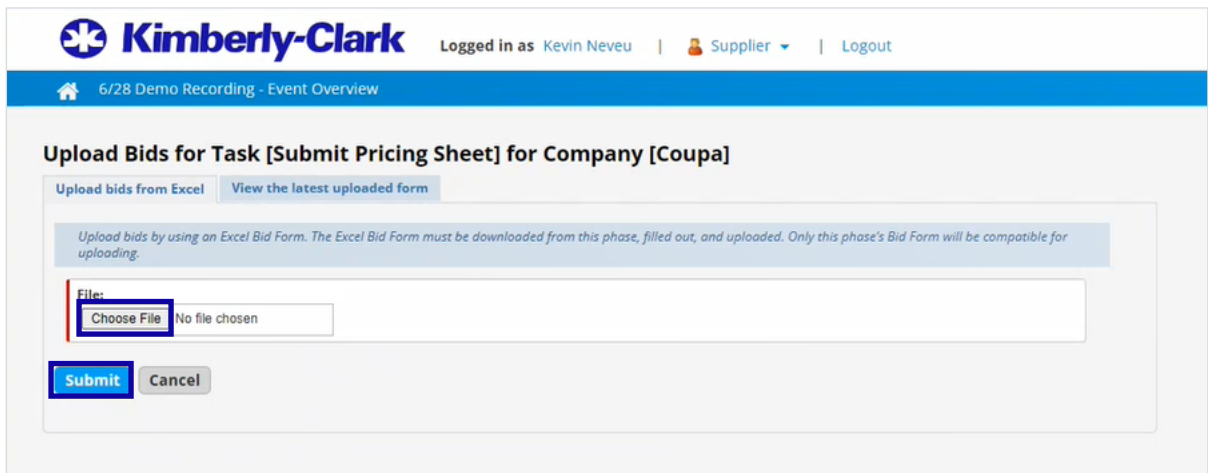 Kimberly-Clark Logged in as Kevin Neveu | Supplier | Logout
6/28 Demo Recording - Event Overview
Upload Bids for Task [Submit Pricing Sheet] for Company [Coupa]
Upload bids from Excel View the latest uploaded form
Upload bids by using an Excel Bid Form. The Excel Bid Form must be downloaded from this phase, filled out, and uploaded. Only this phase's Bid Form will be compatible for
uploading.
File:
Choose File No file chosen
Submit Cancel